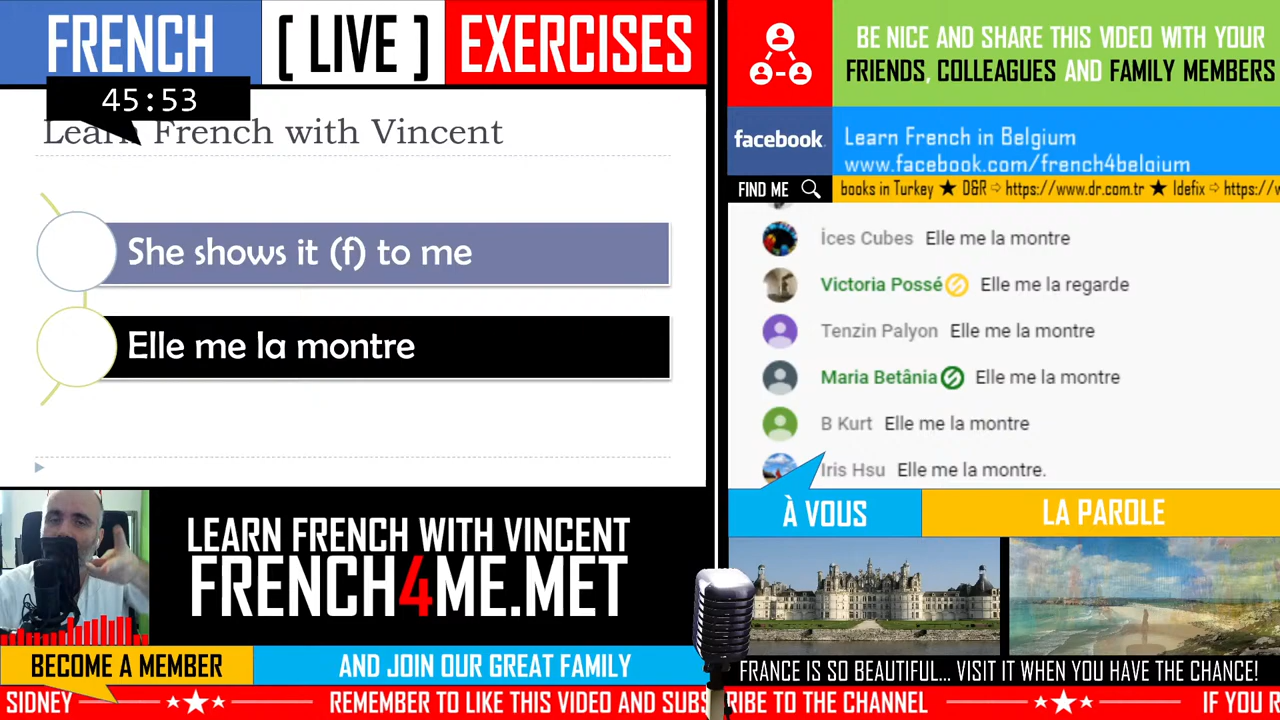 FRENCH
[ LIVE ]
EXERCISES
45:53
Learn French with Vincent
She shows it (f) to me
Elle me la montre
LEARN FRENCH WITH VINCENT
FRENCH4ME.MET
BECOME A MEMBER
AND JOIN OUR GREAT FAMILY
BE NICE AND SHARE THIS VIDEO WITH YOUR
FRIENDS, COLLEAGUES AND FAMILY MEMBERS
facebook.
Learn French in Belgium
www.facebook.com/french4belgium
FIND ME
books in Turkey ★ D&R ⇨ https://www.dr.com.tr ★ Idefix ⇨ https://w
İces Cubes Elle me la montre
Victoria Possé Elle me la regarde
Tenzin Palyon Elle me la montre
Maria Betânia Elle me la montre
B Kurt Elle me la montre
Iris Hsu Elle me la montre.
À VOUS
LA PAROLE
FRANCE IS SO BEAUTIFUL... VISIT IT WHEN YOU HAVE THE CHANCE!
SIDNEY ★ REMEMBER TO LIKE THIS VIDEO AND SUBS RIBE TO THE CHANNEL ★ IF YOU R